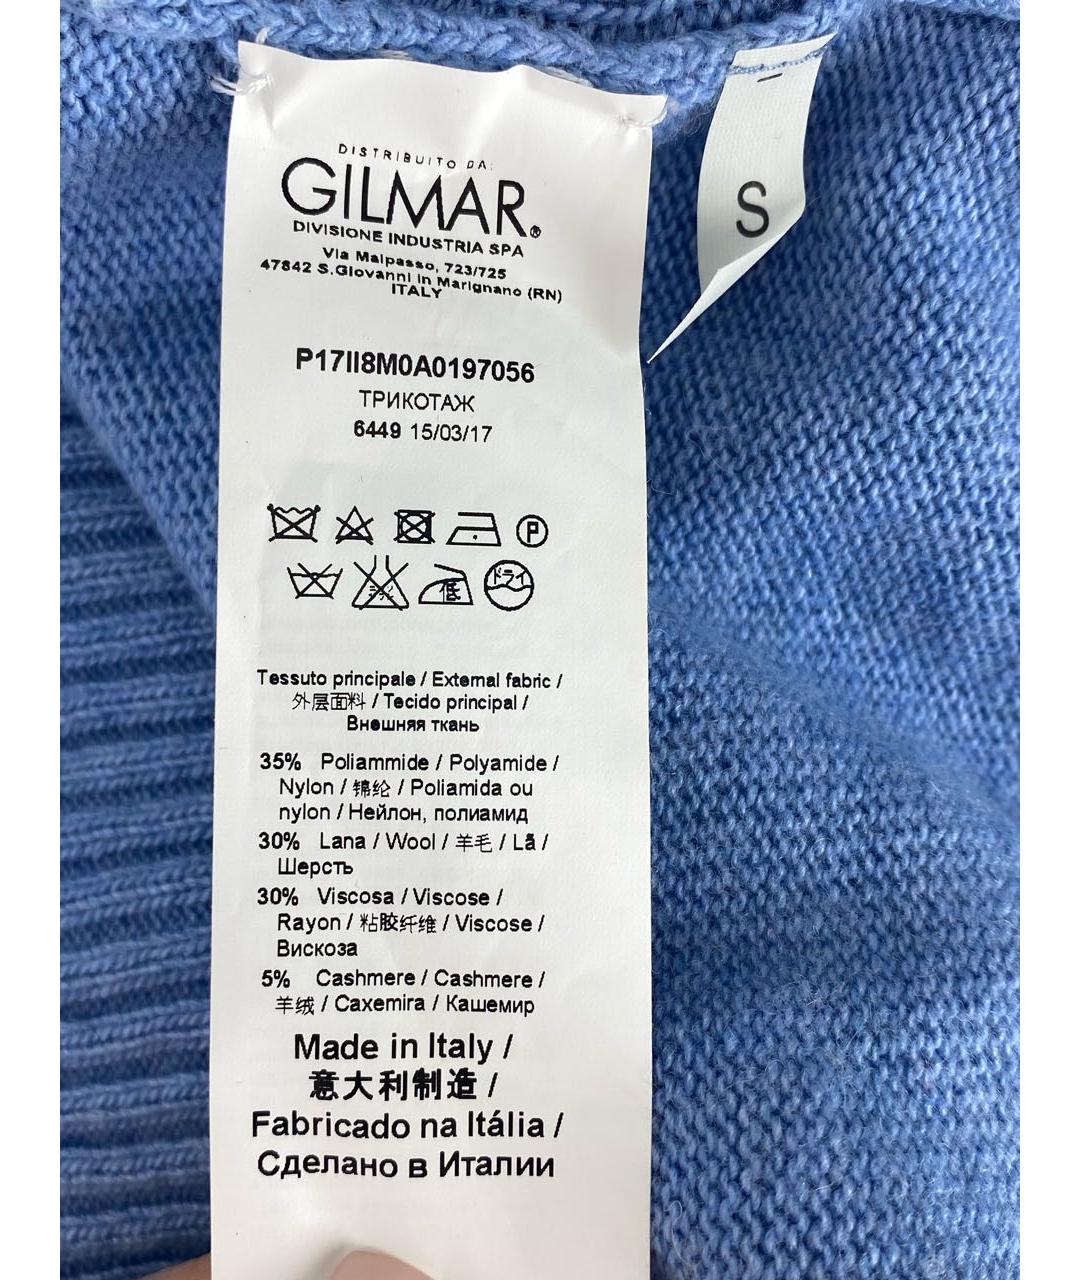 DISTRIBUITO DA:
GILMAR®
DIVISIONE INDUSTRIA SPA
Via Malpasso, 723/725
47842 S.Giovanni in Marignano (RN)
ITALY
S
P17II8M0A0197056
ТРИКОТАЖ
6449 15/03/17
P
低 ドライ
Tessuto principale / External fabric /
外层面料 / Tecido principal /
Внешняя ткань
35% Poliammide / Polyamide /
Nylon / 锦纶 / Poliamida ou
nylon / Нейлон, полиамид
30% Lana / Wool / 羊毛 / Lã /
Шерсть
30% Viscosa / Viscose /
Rayon / 粘胶纤维 / Viscose /
Вискоза
5% Cashmere / Cashmere /
羊绒 / Caxemira / Кашемир
Made in Italy /
意大利制造 /
Fabricado na Itália /
Сделано в Италии